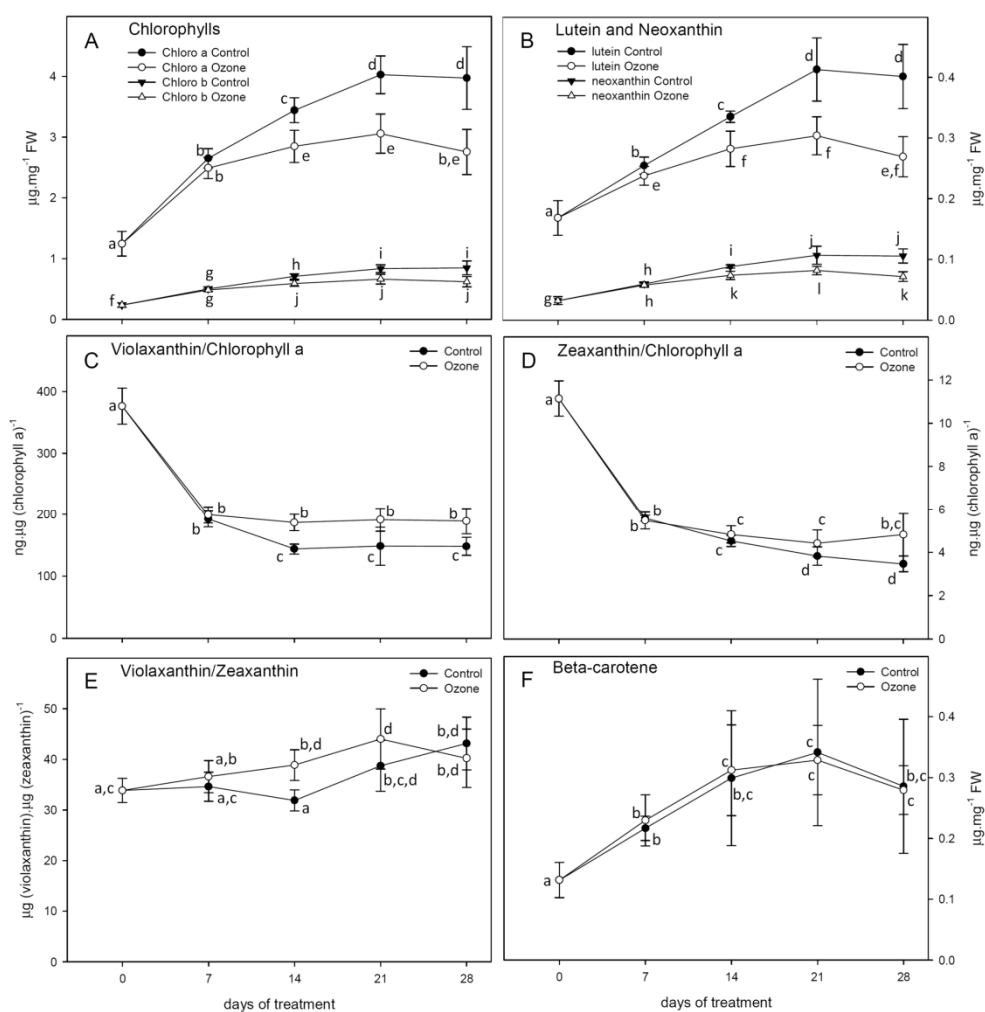 A
Chlorophylls
Chloro a Control
Chloro a Ozone
Chloro b Control
Chloro b Ozone
4
3
2
1
0
µg.mg⁻¹ FW
a
b
b
c
e
d
e
d
b,e
f
g
g
h
j
i
j
i
j
B
Lutein and Neoxanthin
lutein Control
lutein Ozone
neoxanthin Control
neoxanthin Ozone
0.4
0.3
0.2
0.1
0.0
µg.mg⁻¹ FW
a
b
e
c
f
d
f
d
e,f
g
h
h
i
k
j
l
j
k
C
Violaxanthin/Chlorophyll a
Control
Ozone
400
300
200
100
0
ng.µg (chlorophyll a)⁻¹
a
b
b
b
c
b
c
b
c
D
Zeaxanthin/Chlorophyll a
Control
Ozone
12
10
8
6
4
2
0
ng.µg (chlorophyll a)⁻¹
a
b
b
c
c
c
d
b,c
d
E
Violaxanthin/Zeaxanthin
Control
Ozone
50
40
30
20
10
0
µg (violaxanthin).µg (zeaxanthin)⁻¹
a,c
a,b
a,c
b,d
a
d
b,c,d
b,d
b,d
0
7
14
21
28
days of treatment
F
Beta-carotene
Control
Ozone
0.4
0.3
0.2
0.1
0.0
µg.mg⁻¹ FW
a
b
b
c
b,c
c
c
b,c
c
0
7
14
21
28
days of treatment